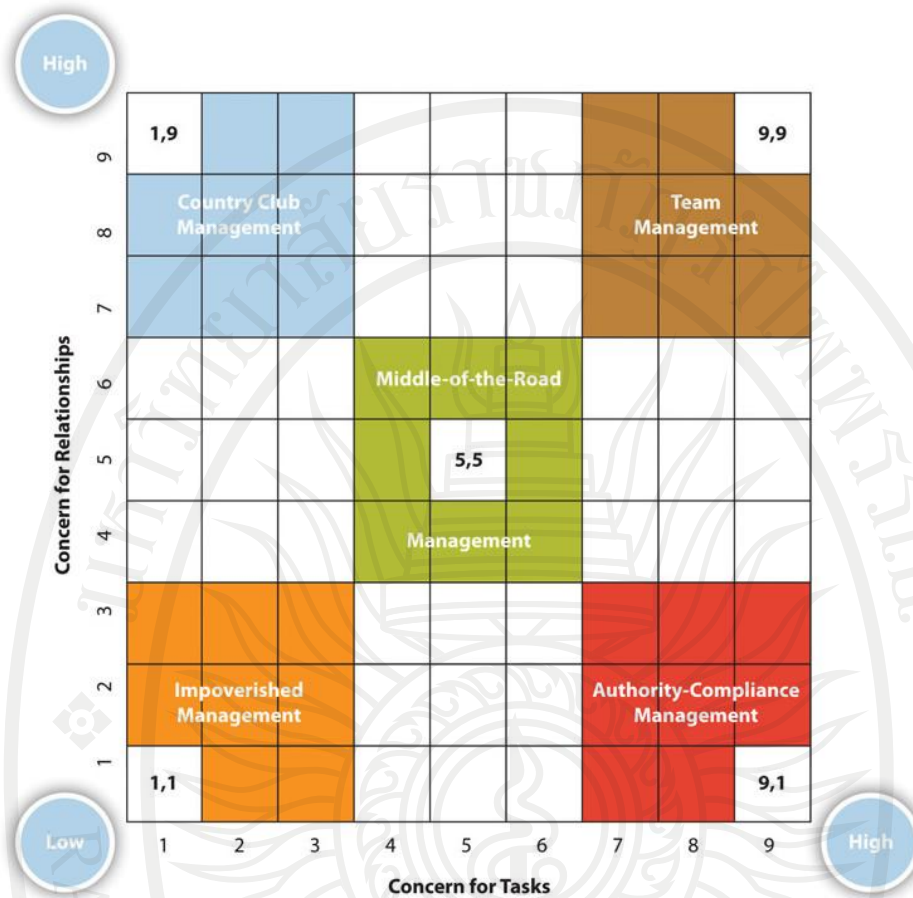 High
1,9
9,9
9
Country Club
Management
Team
Management
8
7
Concern for Relationships
6
Middle-of-the-Road
5
5,5
4
Management
3
2
Impoverished
Management
Authority-Compliance
Management
1
1,1
9,1
Low
1 2 3 4 5 6 7 8 9
High
Concern for Tasks